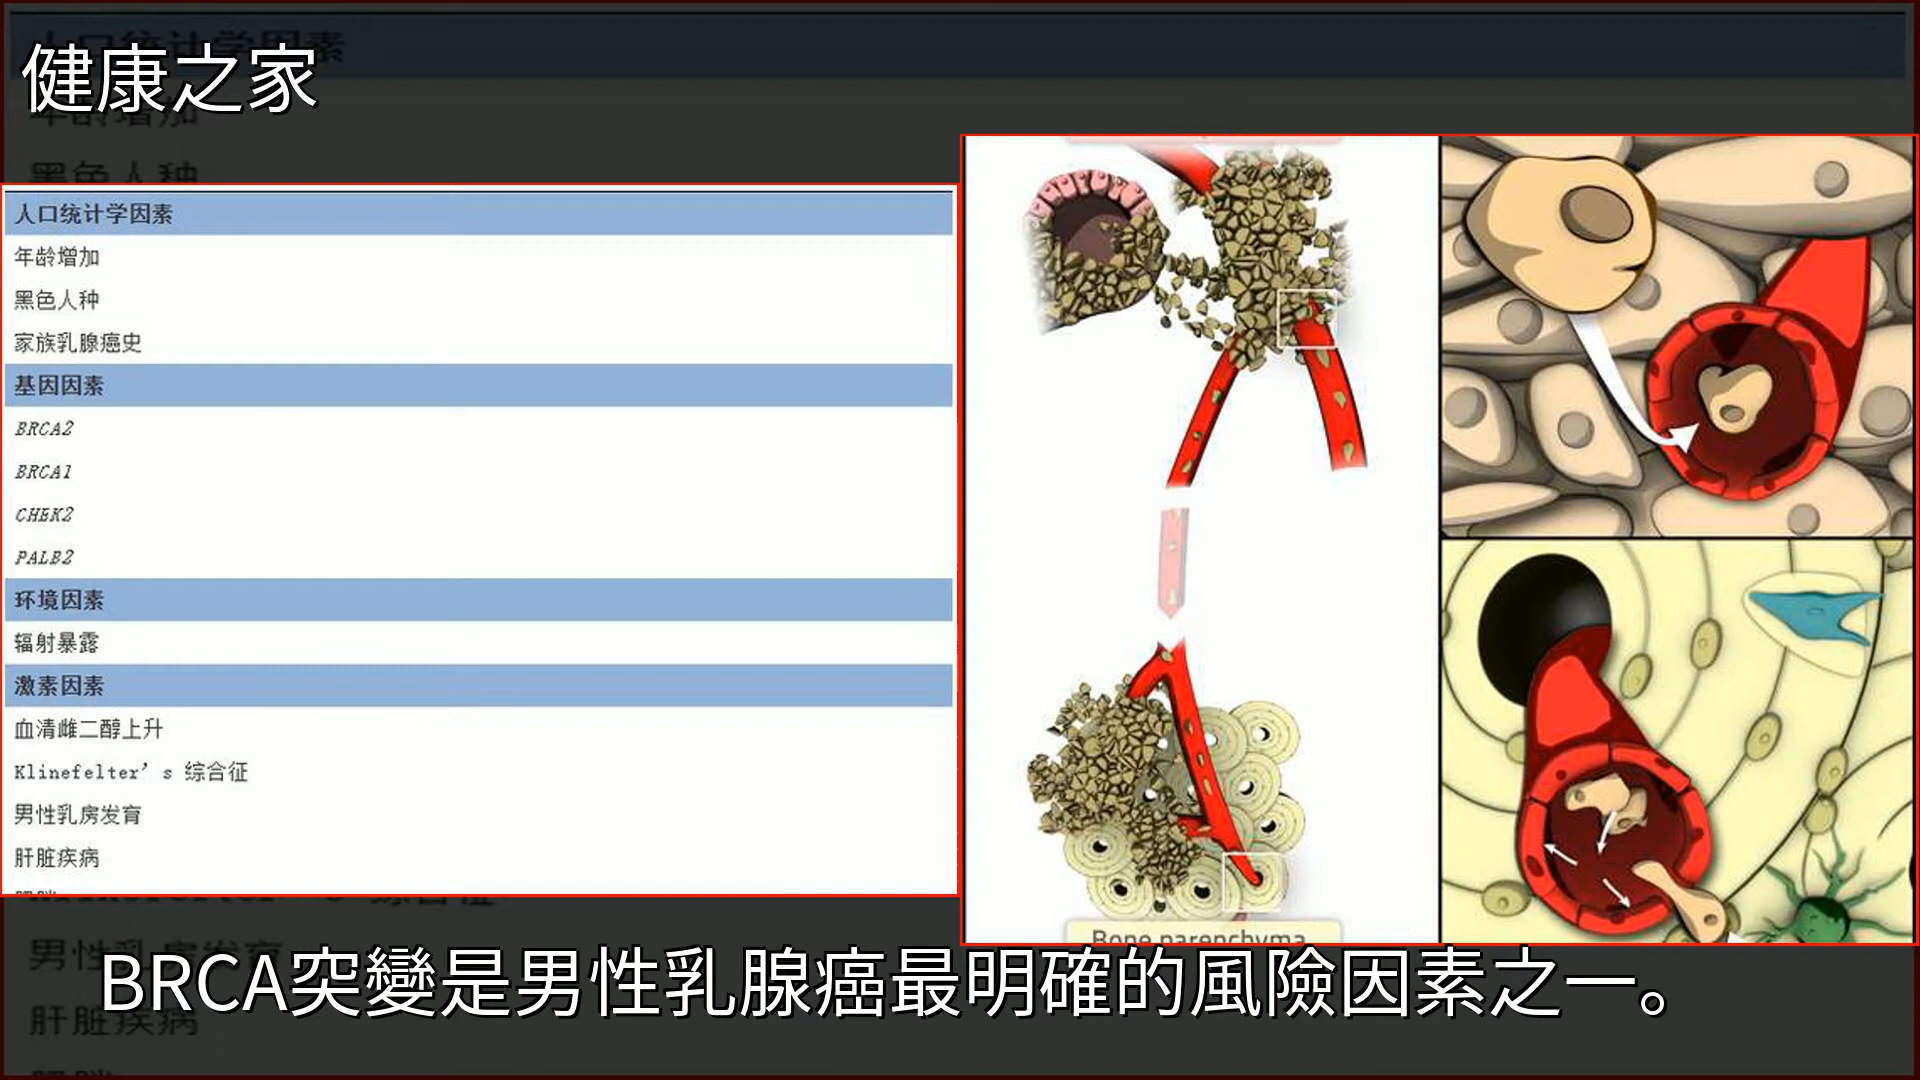 健康之家
人口统计学因素
年龄增加
黑色人种
家族乳腺癌史
基因因素
BRCA2
BRCA1
CHEK2
PALB2
环境因素
辐射暴露
激素因素
血清雌二醇上升
Klinefelter’s 综合征
男性乳房发育
肝脏疾病
Bone parenchyma
BRCA突變是男性乳腺癌最明確的風險因素之一。